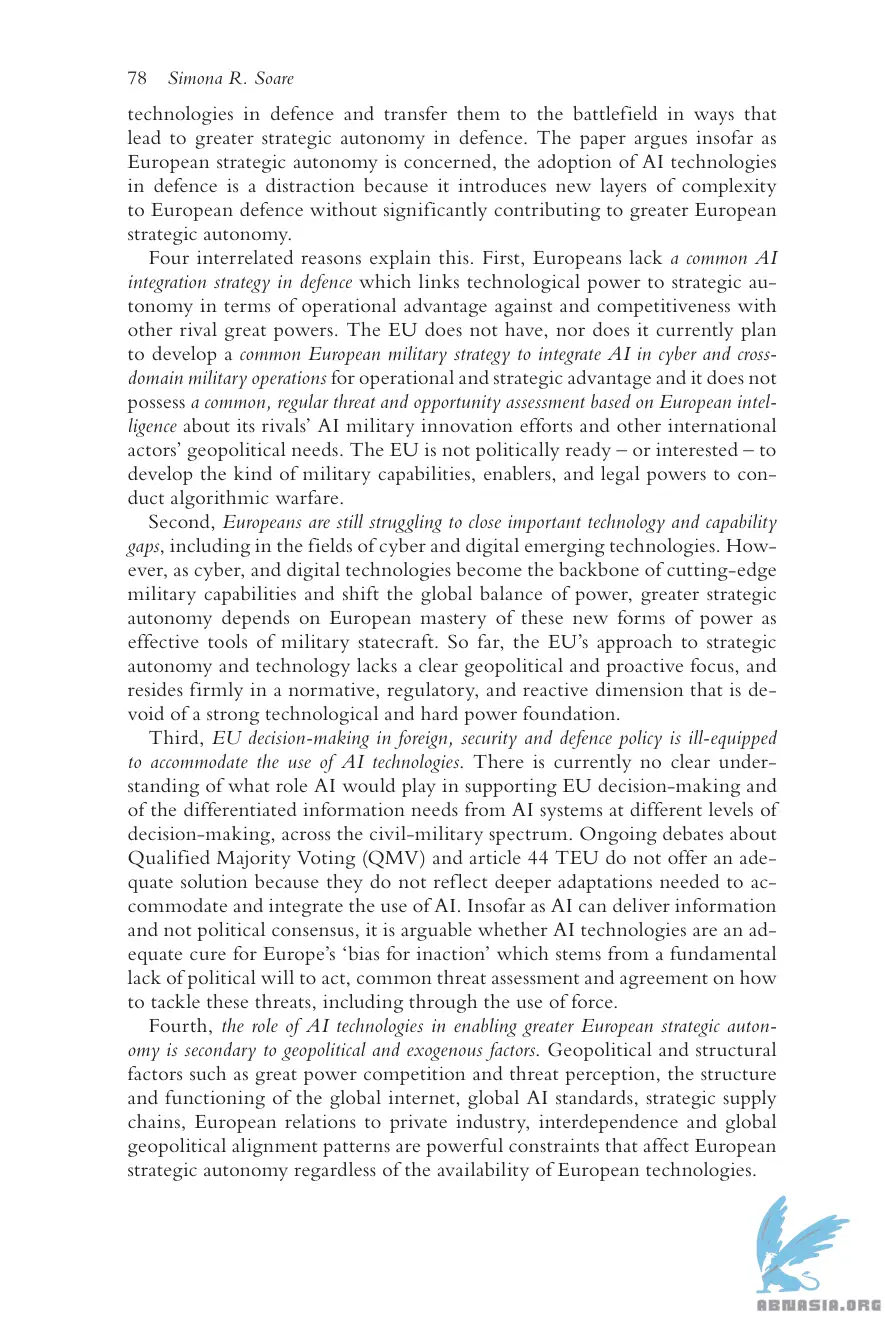 78 Simona R. Soare
technologies in defence and transfer them to the battlefield in ways that
lead to greater strategic autonomy in defence. The paper argues insofar as
European strategic autonomy is concerned, the adoption of AI technologies
in defence is a distraction because it introduces new layers of complexity
to European defence without significantly contributing to greater European
strategic autonomy.
Four interrelated reasons explain this. First, Europeans lack a common AI
integration strategy in defence which links technological power to strategic au-
tonomy in terms of operational advantage against and competitiveness with
other rival great powers. The EU does not have, nor does it currently plan
to develop a common European military strategy to integrate AI in cyber and cross-
domain military operations for operational and strategic advantage and it does not
possess a common, regular threat and opportunity assessment based on European intel-
ligence about its rivals’ AI military innovation efforts and other international
actors’ geopolitical needs. The EU is not politically ready – or interested – to
develop the kind of military capabilities, enablers, and legal powers to con-
duct algorithmic warfare.
Second, Europeans are still struggling to close important technology and capability
gaps, including in the fields of cyber and digital emerging technologies. How-
ever, as cyber, and digital technologies become the backbone of cutting-edge
military capabilities and shift the global balance of power, greater strategic
autonomy depends on European mastery of these new forms of power as
effective tools of military statecraft. So far, the EU’s approach to strategic
autonomy and technology lacks a clear geopolitical and proactive focus, and
resides firmly in a normative, regulatory, and reactive dimension that is de-
void of a strong technological and hard power foundation.
Third, EU decision-making in foreign, security and defence policy is ill-equipped
to accommodate the use of AI technologies. There is currently no clear under-
standing of what role AI would play in supporting EU decision-making and
of the differentiated information needs from AI systems at different levels of
decision-making, across the civil-military spectrum. Ongoing debates about
Qualified Majority Voting (QMV) and article 44 TEU do not offer an ade-
quate solution because they do not reflect deeper adaptations needed to ac-
commodate and integrate the use of AI. Insofar as AI can deliver information
and not political consensus, it is arguable whether AI technologies are an ad-
equate cure for Europe’s ‘bias for inaction’ which stems from a fundamental
lack of political will to act, common threat assessment and agreement on how
to tackle these threats, including through the use of force.
Fourth, the role of AI technologies in enabling greater European strategic auton-
omy is secondary to geopolitical and exogenous factors. Geopolitical and structural
factors such as great power competition and threat perception, the structure
and functioning of the global internet, global AI standards, strategic supply
chains, European relations to private industry, interdependence and global
geopolitical alignment patterns are powerful constraints that affect European
strategic autonomy regardless of the availability of European technologies.
ABNASIA.ORG